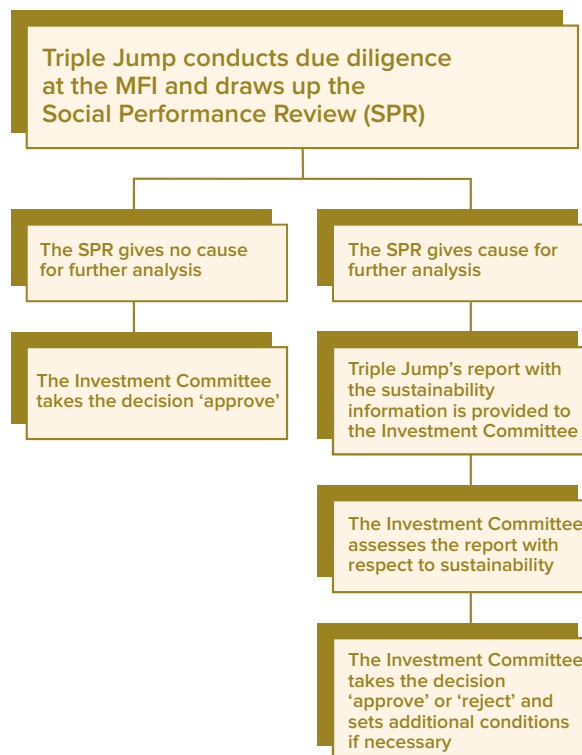 Triple Jump conducts due diligence
at the MFI and draws up the
Social Performance Review (SPR)
The SPR gives no cause
for further analysis
The SPR gives cause for
further analysis
The Investment Committee
takes the decision ‘approve’
Triple Jump’s report with
the sustainability
information is provided to
the Investment Committee
The Investment Committee
assesses the report with
respect to sustainability
The Investment Committee
takes the decision
‘approve’ or ‘reject’ and
sets additional conditions
if necessary